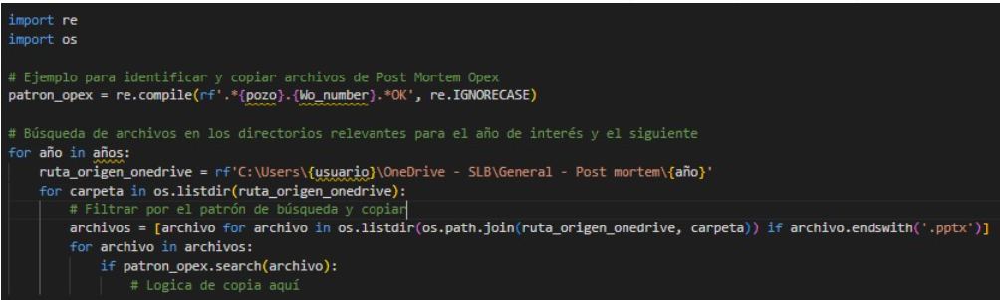 import re
import os
# Ejemplo para identificar y copiar archivos de Post Mortem Opex
patron_opex = re.compile(rf'.*{pozo}.{Wo_number}.*OK', re.IGNORECASE)
# Búsqueda de archivos en los directorios relevantes para el año de interés y el siguiente
for año in años:
    ruta_origen_onedrive = rf'C:\Users\{usuario}\OneDrive - SLB\General - Post mortem\{año}'
    for carpeta in os.listdir(ruta_origen_onedrive):
        # Filtrar por el patrón de búsqueda y copiar
        archivos = [archivo for archivo in os.listdir(os.path.join(ruta_origen_onedrive, carpeta)) if archivo.endswith('.pptx')]
        for archivo in archivos:
            if patron_opex.search(archivo):
                # Logica de copia aquí